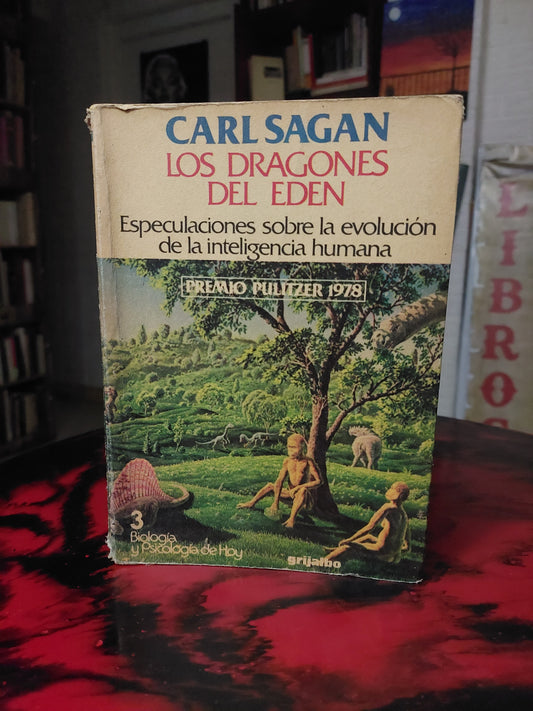 CARL SAGAN
LOS DRAGONES
DEL EDEN
Especulaciones sobre la evolución
de la inteligencia humana
PREMIO PULITZER 1978
3
Biología
y Psicología de Hoy
grijalbo
LIBROS